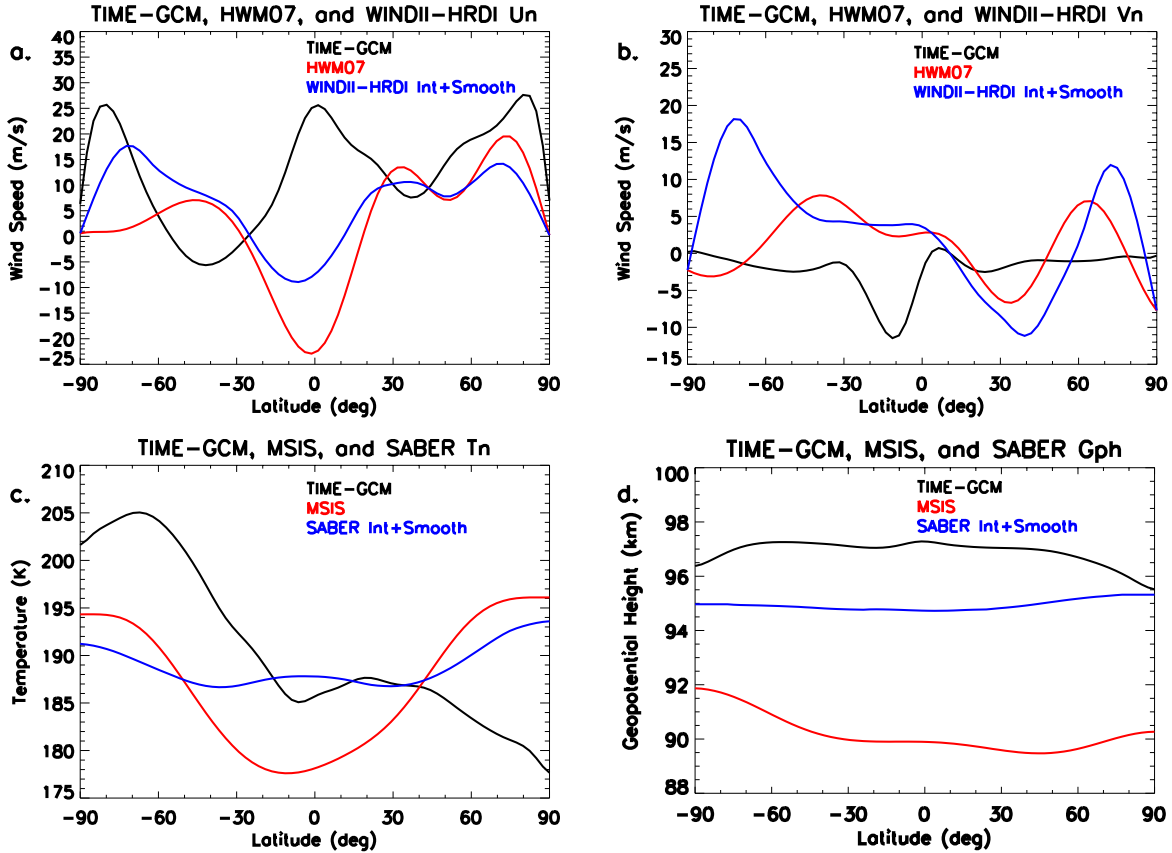 TIME-GCM, HWM07, and WINDII-HRDI Un
a.
TIME-GCM
HWM07
WINDII-HRDI Int+Smooth
Wind Speed (m/s)
40
35
30
25
20
15
10
5
0
-5
-10
-15
-20
-25
-90 -60 -30 0 30 60 90
Latitude (deg)
TIME-GCM, HWM07, and WINDII-HRDI Vn
b.
TIME-GCM
HWM07
WINDII-HRDI Int+Smooth
Wind Speed (m/s)
30
25
20
15
10
5
0
-5
-10
-15
-90 -60 -30 0 30 60 90
Latitude (deg)
TIME-GCM, MSIS, and SABER Tn
c.
TIME-GCM
MSIS
SABER Int+Smooth
Temperature (K)
210
205
200
195
190
185
180
175
-90 -60 -30 0 30 60 90
Latitude (deg)
TIME-GCM, MSIS, and SABER Gph
d.
TIME-GCM
MSIS
SABER Int+Smooth
Geopotential Height (km)
100
98
96
94
92
90
88
-90 -60 -30 0 30 60 90
Latitude (deg)